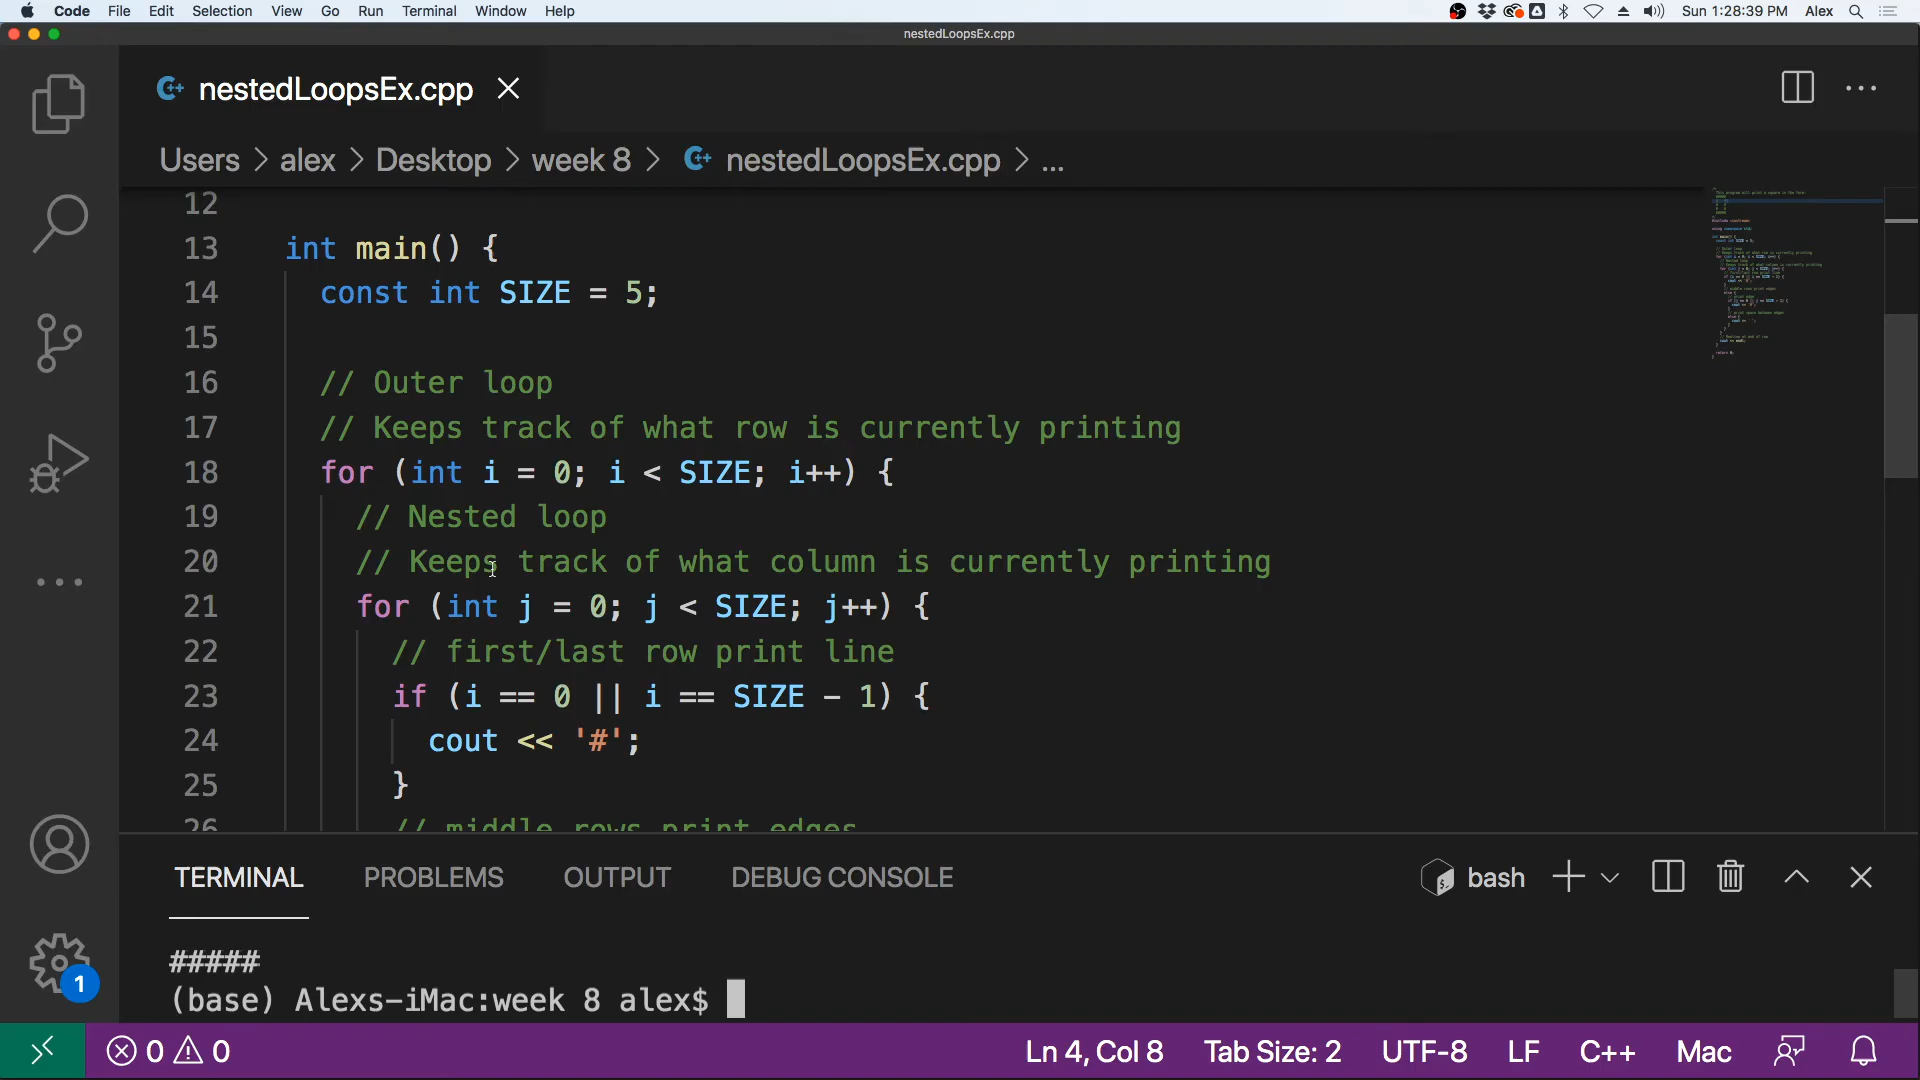 Code File Edit Selection View Go Run Terminal Window Help Sun 1:28:39 PM Alex
nestedLoopsEx.cpp
nestedLoopsEx.cpp
Users > alex > Desktop > week 8 > nestedLoopsEx.cpp > ...
12
13 int main() {
14 const int SIZE = 5;
15
16 // Outer loop
17 // Keeps track of what row is currently printing
18 for (int i = 0; i < SIZE; i++) {
19 // Nested loop
20 // Keeps track of what column is currently printing
21 for (int j = 0; j < SIZE; j++) {
22 // first/last row print line
23 if (i == 0 || i == SIZE - 1) {
24 cout << '#';
25 }
26 // middle rows print edges
TERMINAL PROBLEMS OUTPUT DEBUG CONSOLE bash
#####
(base) Alexs-iMac:week 8 alex$
1
0 0 Ln 4, Col 8 Tab Size: 2 UTF-8 LF C++ Mac